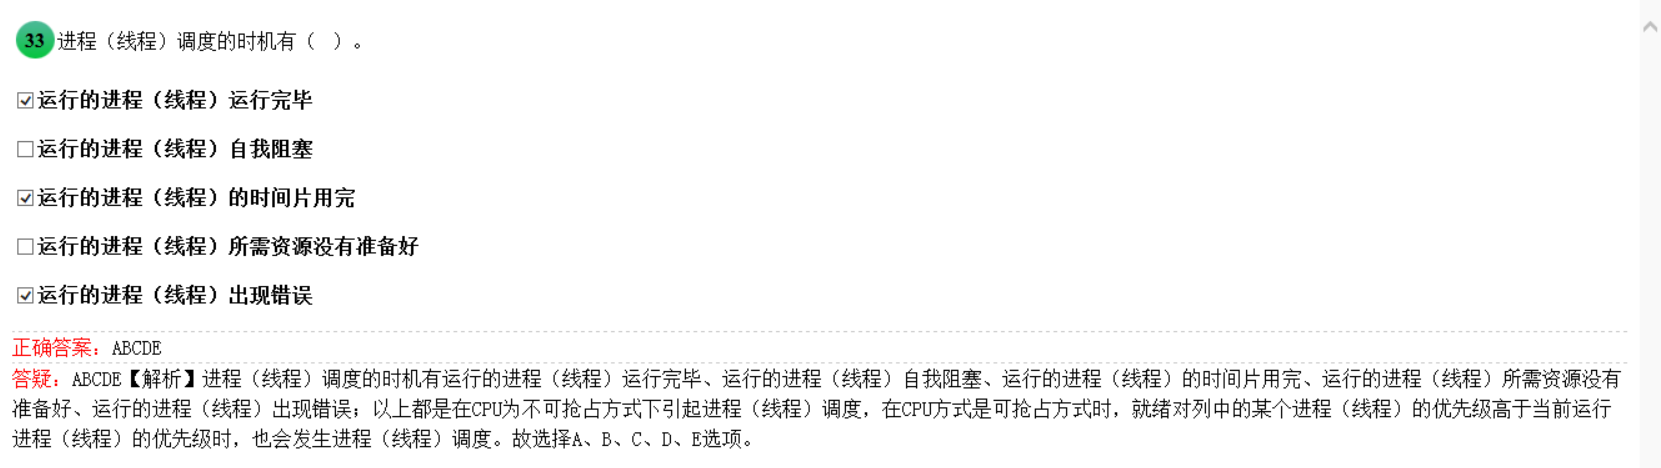 33 进程（线程）调度的时机有（ ）。
运行的进程（线程）运行完毕
运行的进程（线程）自我阻塞
运行的进程（线程）的时间片用完
运行的进程（线程）所需资源没有准备好
运行的进程（线程）出现错误
正确答案：ABCDE
答疑：ABCDE【解析】进程（线程）调度的时机有运行的进程（线程）运行完毕、运行的进程（线程）自我阻塞、运行的进程（线程）的时间片用完、运行的进程（线程）所需资源没有
准备好、运行的进程（线程）出现错误；以上都是在CPU为不可抢占方式下引起进程（线程）调度，在CPU方式是可抢占方式时，就绪对列中的某个进程（线程）的优先级高于当前运行
进程（线程）的优先级时，也会发生进程（线程）调度。故选择A、B、C、D、E选项。